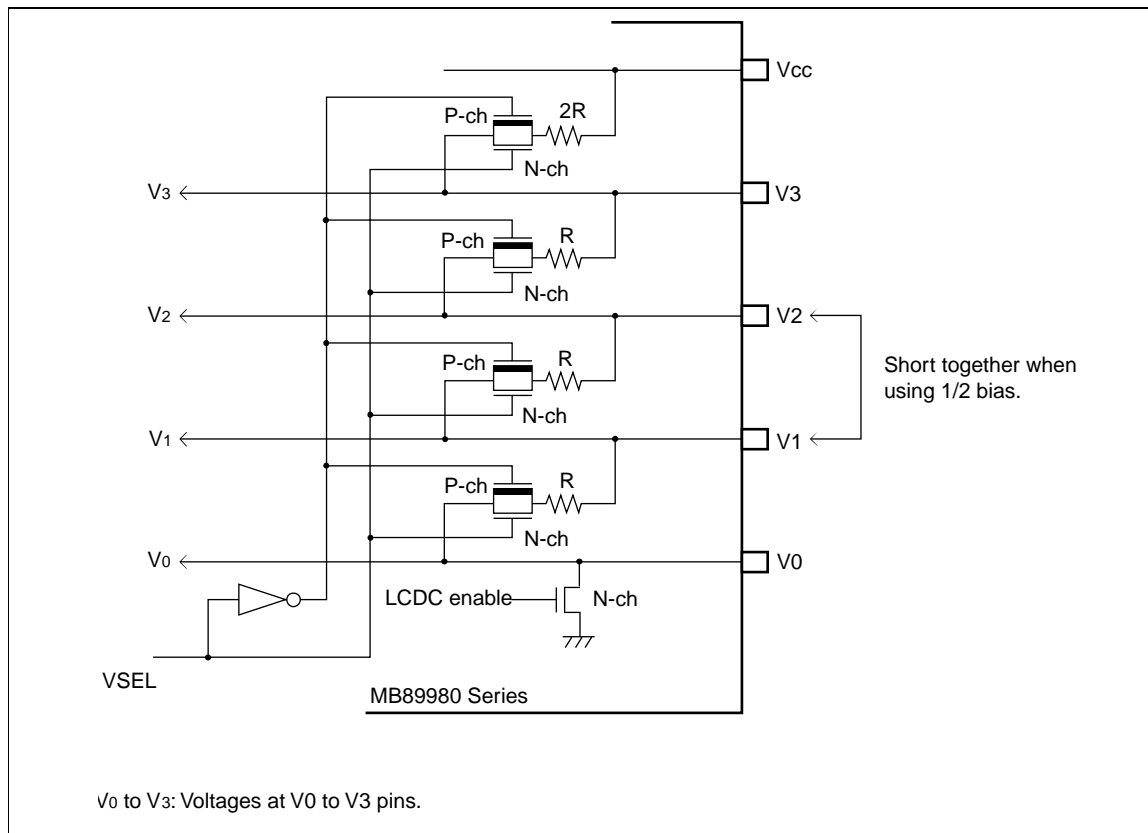 Vcc
P-ch
2R
N-ch
V3
V3
P-ch
R
N-ch
V2
V2
Short together when
using 1/2 bias.
P-ch
R
N-ch
V1
V1
P-ch
R
N-ch
V0
V0
LCDC enable
N-ch
VSEL
MB89980 Series
V0 to V3: Voltages at V0 to V3 pins.